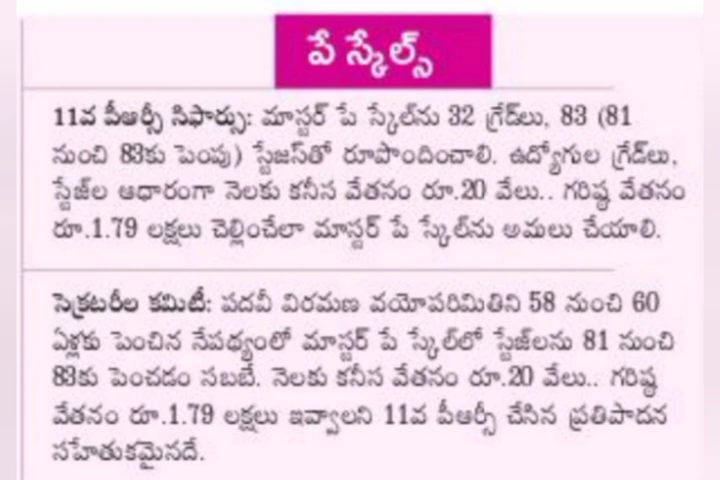 పే స్కేల్స్
11వ పీఆర్సీ సిఫార్సు: మాస్టర్ పే స్కేల్‌ను 32 గ్రేడ్‌లు, 83 (81
నుంచి 83కు పెంపు) స్టేజస్‌తో రూపొందించాలి. ఉద్యోగుల గ్రేడ్‌లు,
స్టేజ్‌ల ఆధారంగా నెలకు కనీస వేతనం రూ.20 వేలు.. గరిష్ఠ వేతనం
రూ.1.79 లక్షలు చెల్లించేలా మాస్టర్ పే స్కేల్‌ను అమలు చేయాలి.
సెక్రటరీల కమిటీ: పదవీ విరమణ వయోపరిమితిని 58 నుంచి 60
ఏళ్లకు పెంచిన నేపథ్యంలో మాస్టర్ పే స్కేల్‌లో స్టేజ్‌లను 81 నుంచి
83కు పెంచడం సబబే. నెలకు కనీస వేతనం రూ.20 వేలు.. గరిష్ఠ
వేతనం రూ.1.79 లక్షలు ఇవ్వాలని 11వ పీఆర్సీ చేసిన ప్రతిపాదన
సహేతుకమైనదే.